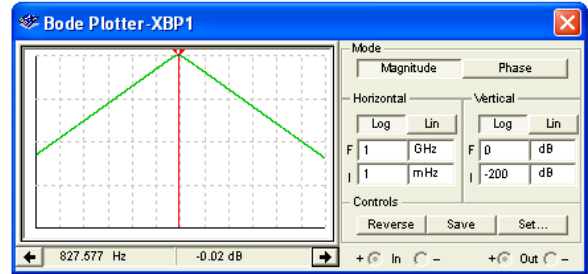 Bode Plotter-XBP1
Mode
Magnitude Phase
Horizontal Vertical
Log Lin Log Lin
F 1 GHz F 0 dB
I 1 mHz I -200 dB
Controls
Reverse Save Set...
827.577 Hz -0.02 dB + In - + Out -